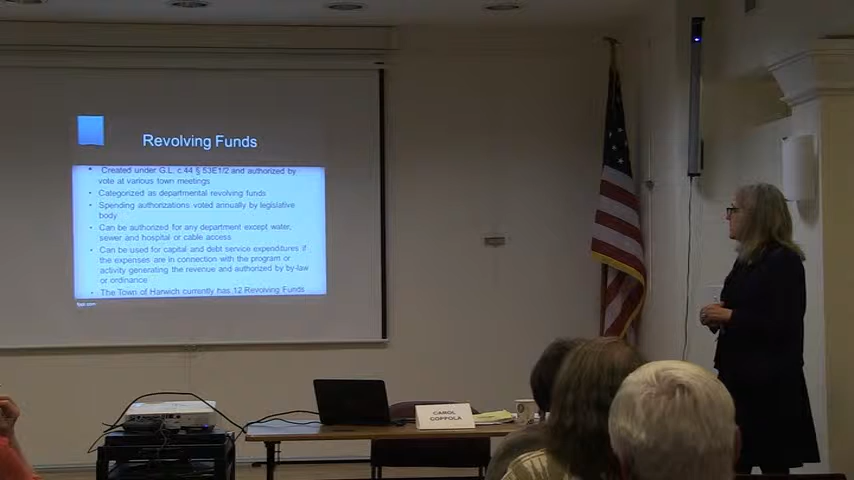 Revolving Funds
• Created under G.L. c.44 § 53E1/2 and authorized by
vote at various town meetings
• Categorized as departmental revolving funds
• Spending authorizations voted annually by legislative
body
• Can be authorized for any department except water,
sewer and hospital or cable access
• Can be used for capital and debt service expenditures if
the expenses are in connection with the program or
activity generating the revenue and authorized by by-law
or ordinance
• The Town of Harwich currently has 12 Revolving Funds
CAROL
COPPOLA